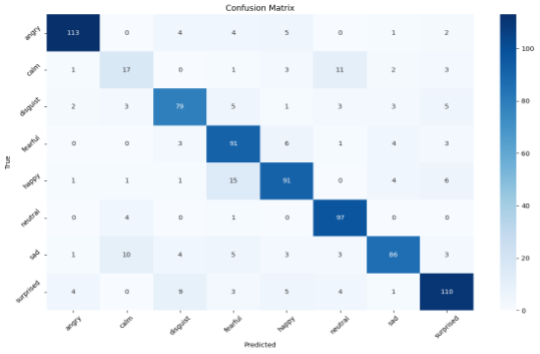 Confusion Matrix
angry 113 0 4 4 5 0 1 2
calm 1 17 0 1 3 11 2 3
disguist 2 3 79 5 1 3 3 5
fearful 0 0 3 91 6 1 4 3
happy 1 1 1 15 91 0 4 6
neutral 0 4 0 1 0 97 0 0
sad 1 10 4 5 3 3 86 3
surprised 4 0 9 3 5 4 1 110
angry calm disguist fearful happy neutral sad surprised
Predicted
True
100
80
60
40
20
0